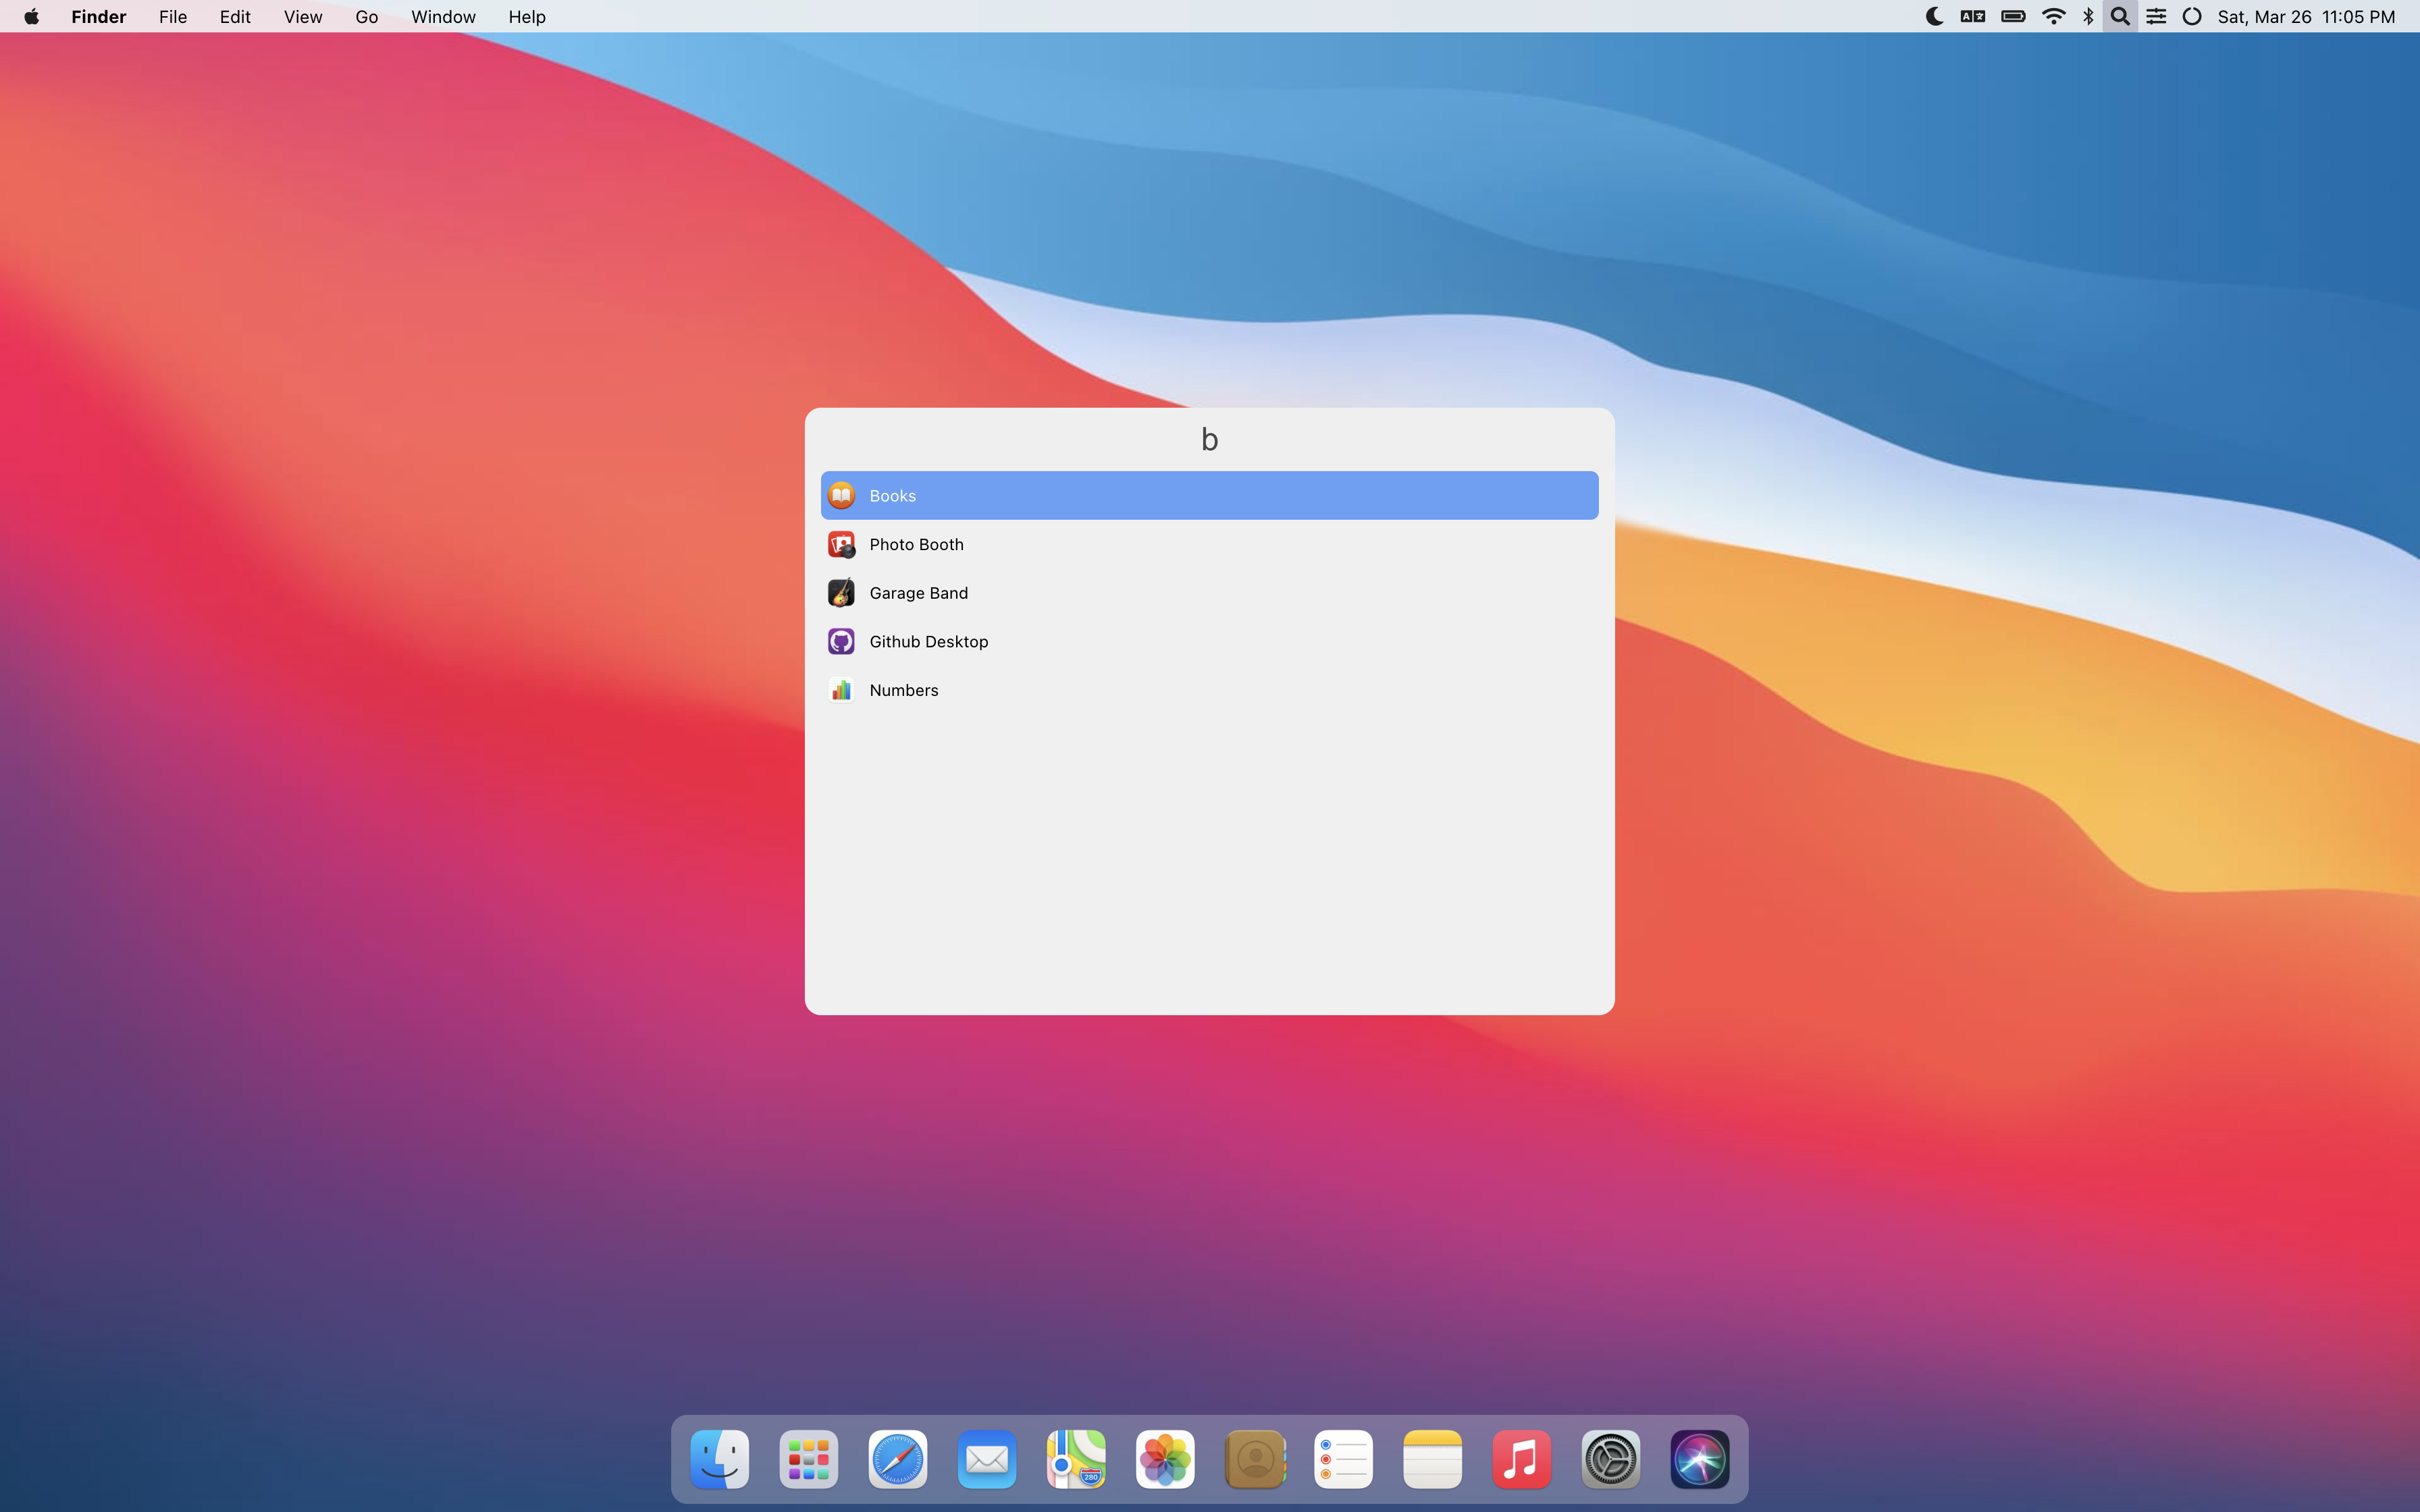 Finder File Edit View Go Window Help A Sat, Mar 26 11:05 PM
b
Books
Photo Booth
Garage Band
Github Desktop
Numbers
280